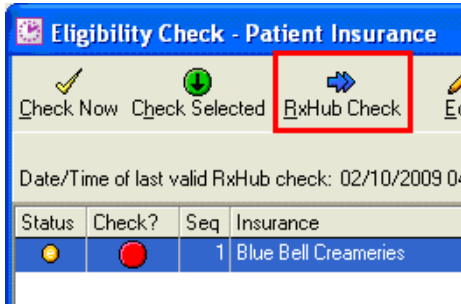 Eligibility Check - Patient Insurance
Check Now Check Selected RxHub Check
Date/Time of last valid RxHub check: 02/10/2009
Status Check? Seq Insurance
1 Blue Bell Creameries